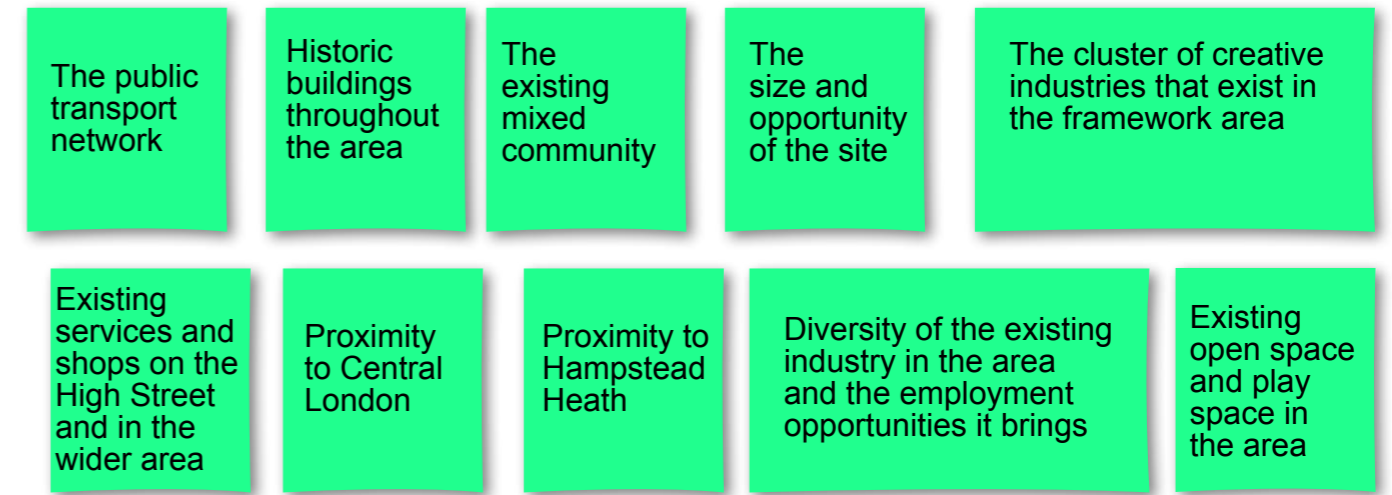 The public
transport
network
Historic
buildings
throughout
the area
The
existing
mixed
community
The
size and
opportunity
of the site
The cluster of creative
industries that exist in
the framework area
Existing
services and
shops on the
High Street
and in the
wider area
Proximity
to Central
London
Proximity to
Hampstead
Heath
Diversity of the existing
industry in the area
and the employment
opportunities it brings
Existing
open space
and play
space in
the area